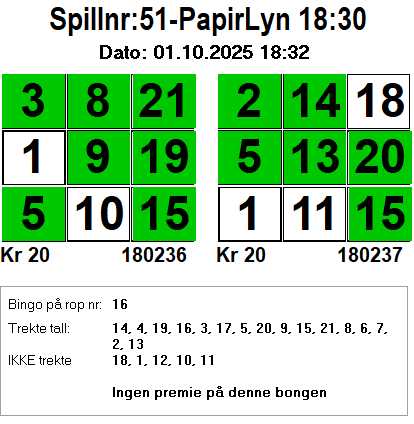 Spillnr:51-PapirLyn 18:30
Dato: 01.10.2025 18:32
3 8 21 2 14 18
1 9 19 5 13 20
5 10 15 1 11 15
Kr 20 180236 Kr 20 180237
Bingo på rop nr: 16
Trekte tall: 14, 4, 19, 16, 3, 17, 5, 20, 9, 15, 21, 8, 6, 7,
2, 13
IKKE trekte 18, 1, 12, 10, 11
Ingen premie på denne bongen